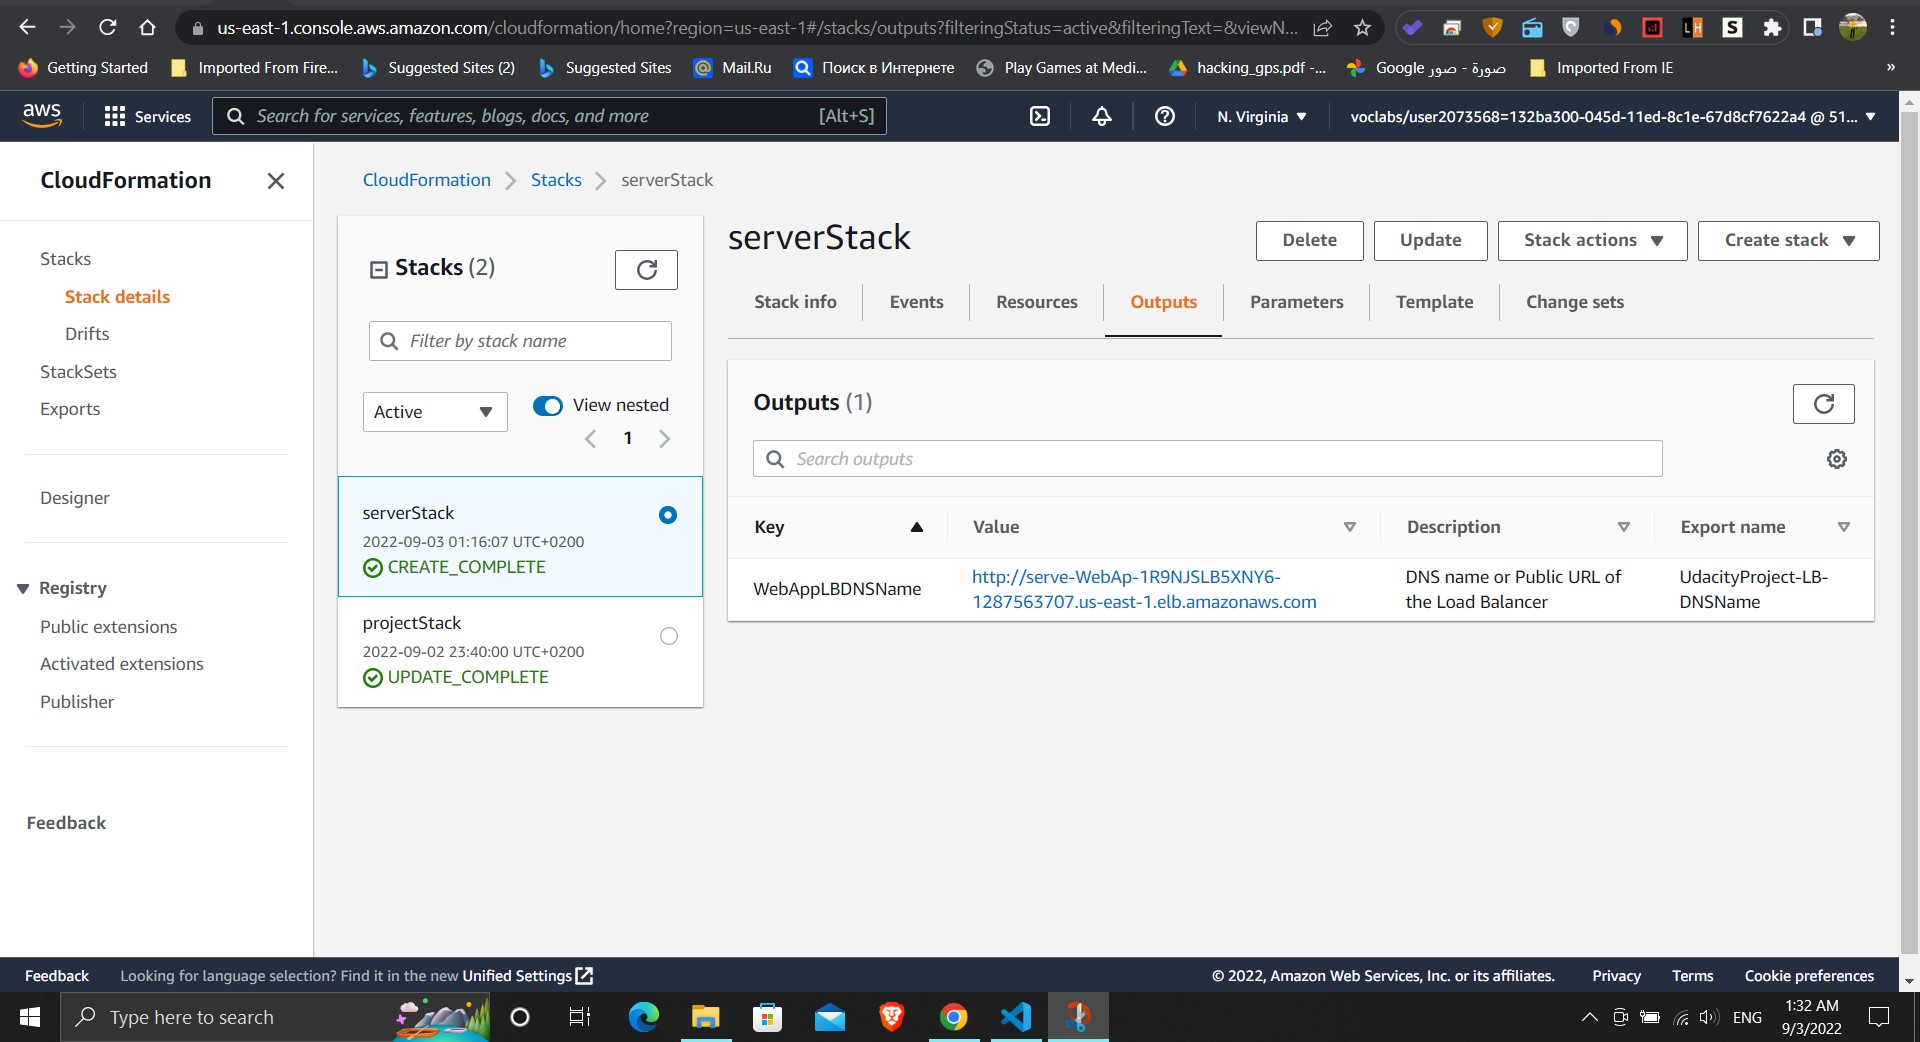 us-east-1.console.aws.amazon.com/cloudformation/home?region=us-east-1#/stacks/outputs?filteringStatus=active&filteringText=&viewN...
Getting Started
Imported From Fire...
Suggested Sites (2)
Suggested Sites
Mail.Ru
Поиск в Интернете
Play Games at Medi...
hacking_gps.pdf -...
صورة - صور Google
Imported From IE
»
aws
Services
Search for services, features, blogs, docs, and more
[Alt+S]
N. Virginia
voclabs/user2073568=132ba300-045d-11ed-8c1e-67d8cf7622a4 @ 51...
CloudFormation
Stacks
Stack details
Drifts
StackSets
Exports
Designer
Registry
Public extensions
Activated extensions
Publisher
Feedback
CloudFormation
Stacks
serverStack
Stacks (2)
Filter by stack name
Active
View nested
1
serverStack
2022-09-03 01:16:07 UTC+0200
CREATE_COMPLETE
projectStack
2022-09-02 23:40:00 UTC+0200
UPDATE_COMPLETE
serverStack
Delete
Update
Stack actions
Create stack
Stack info
Events
Resources
Outputs
Parameters
Template
Change sets
Outputs (1)
Search outputs
Key
Value
Description
Export name
WebAppLBDNSName
http://serve-WebAp-1R9NJSLB5XNY6-
1287563707.us-east-1.elb.amazonaws.com
DNS name or Public URL of
the Load Balancer
UdacityProject-LB-
DNSName
Feedback
Looking for language selection? Find it in the new Unified Settings
© 2022, Amazon Web Services, Inc. or its affiliates.
Privacy
Terms
Cookie preferences
Type here to search
ENG
1:32 AM
9/3/2022